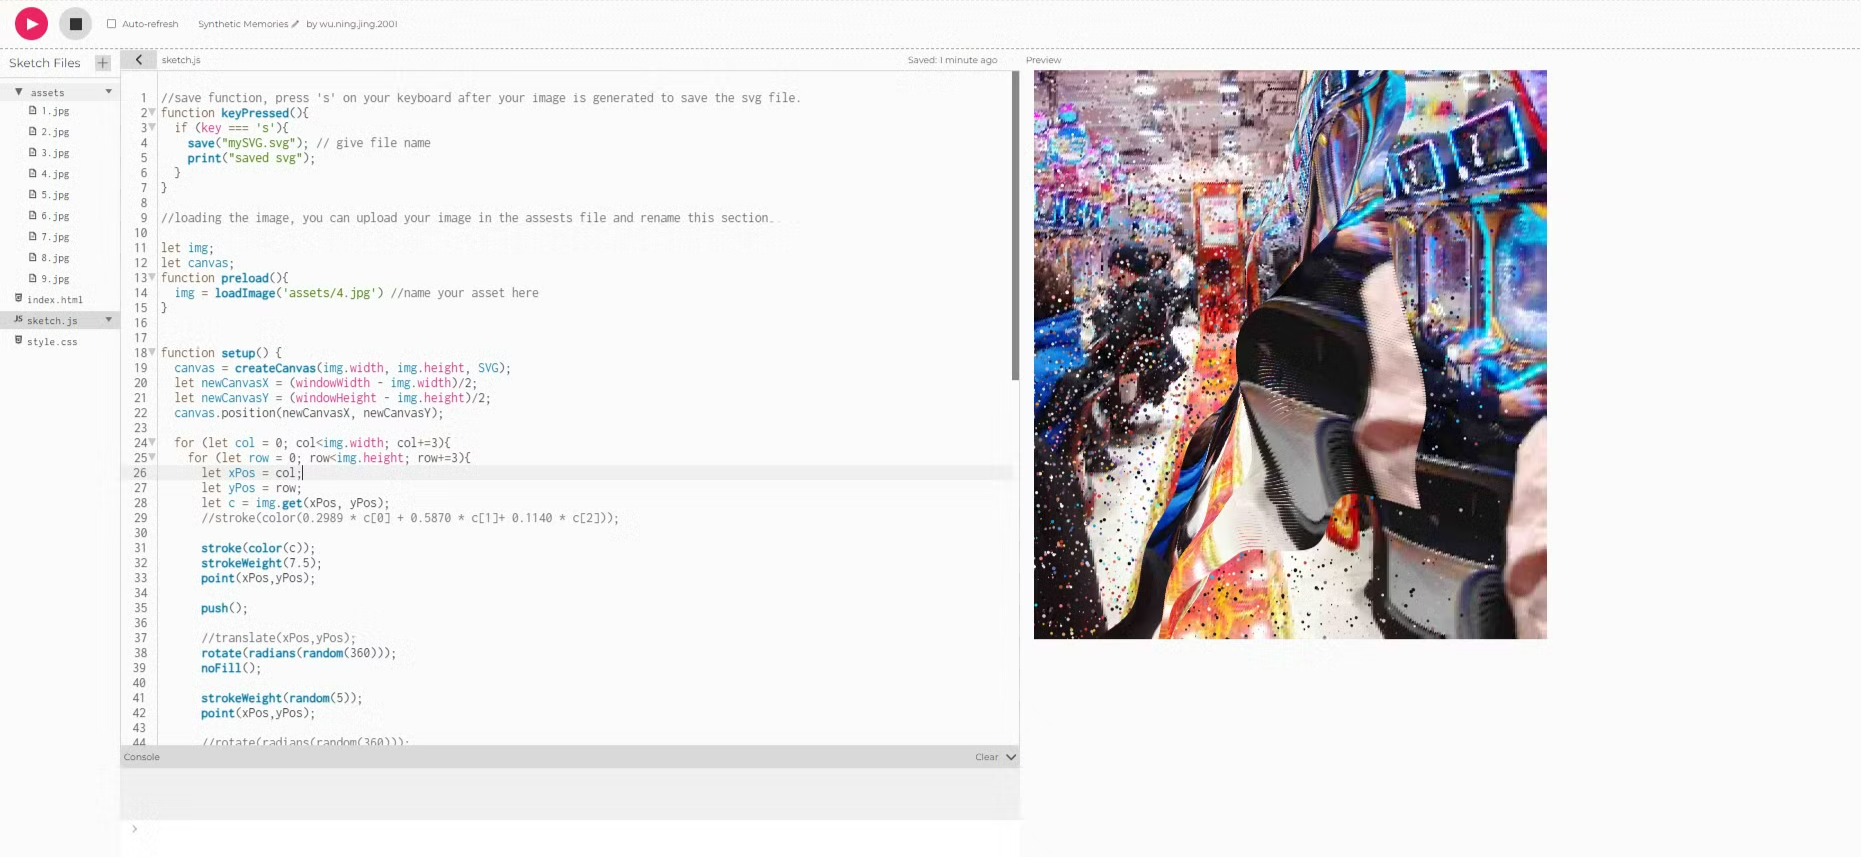 Auto-refresh
Synthetic Memories
by wu.ning.jing.2001
Sketch Files
+
sketch.js
Saved: 1 minute ago
Preview
assets
1.jpg
2.jpg
3.jpg
4.jpg
5.jpg
6.jpg
7.jpg
8.jpg
9.jpg
index.html
JS sketch.js
style.css
1 //save function, press 's' on your keyboard after your image is generated to save the svg file.
2 function keyPressed(){
3 if (key === 's'){
4 save("mySVG.svg"); // give file name
5 print("saved svg");
6 }
7 }
8
9 //loading the image, you can upload your image in the assests file and rename this section.
10
11 let img;
12 let canvas;
13 function preload(){
14 img = loadImage('assets/4.jpg') //name your asset here
15 }
16
17
18 function setup() {
19 canvas = createCanvas(img.width, img.height, SVG);
20 let newCanvasX = (windowWidth - img.width)/2;
21 let newCanvasY = (windowHeight - img.height)/2;
22 canvas.position(newCanvasX, newCanvasY);
23
24 for (let col = 0; col<img.width; col+=3){
25 for (let row = 0; row<img.height; row+=3){
26 let xPos = col;
27 let yPos = row;
28 let c = img.get(xPos, yPos);
29 //stroke(color(0.2989 * c[0] + 0.5870 * c[1]+ 0.1140 * c[2]));
30
31 stroke(color(c));
32 strokeWeight(7.5);
33 point(xPos,yPos);
34
35 push();
36
37 //translate(xPos,yPos);
38 rotate(radians(random(360)));
39 noFill();
40
41 strokeWeight(random(5));
42 point(xPos,yPos);
43
44 //rotate(radians(random(360)));
Console
Clear
>